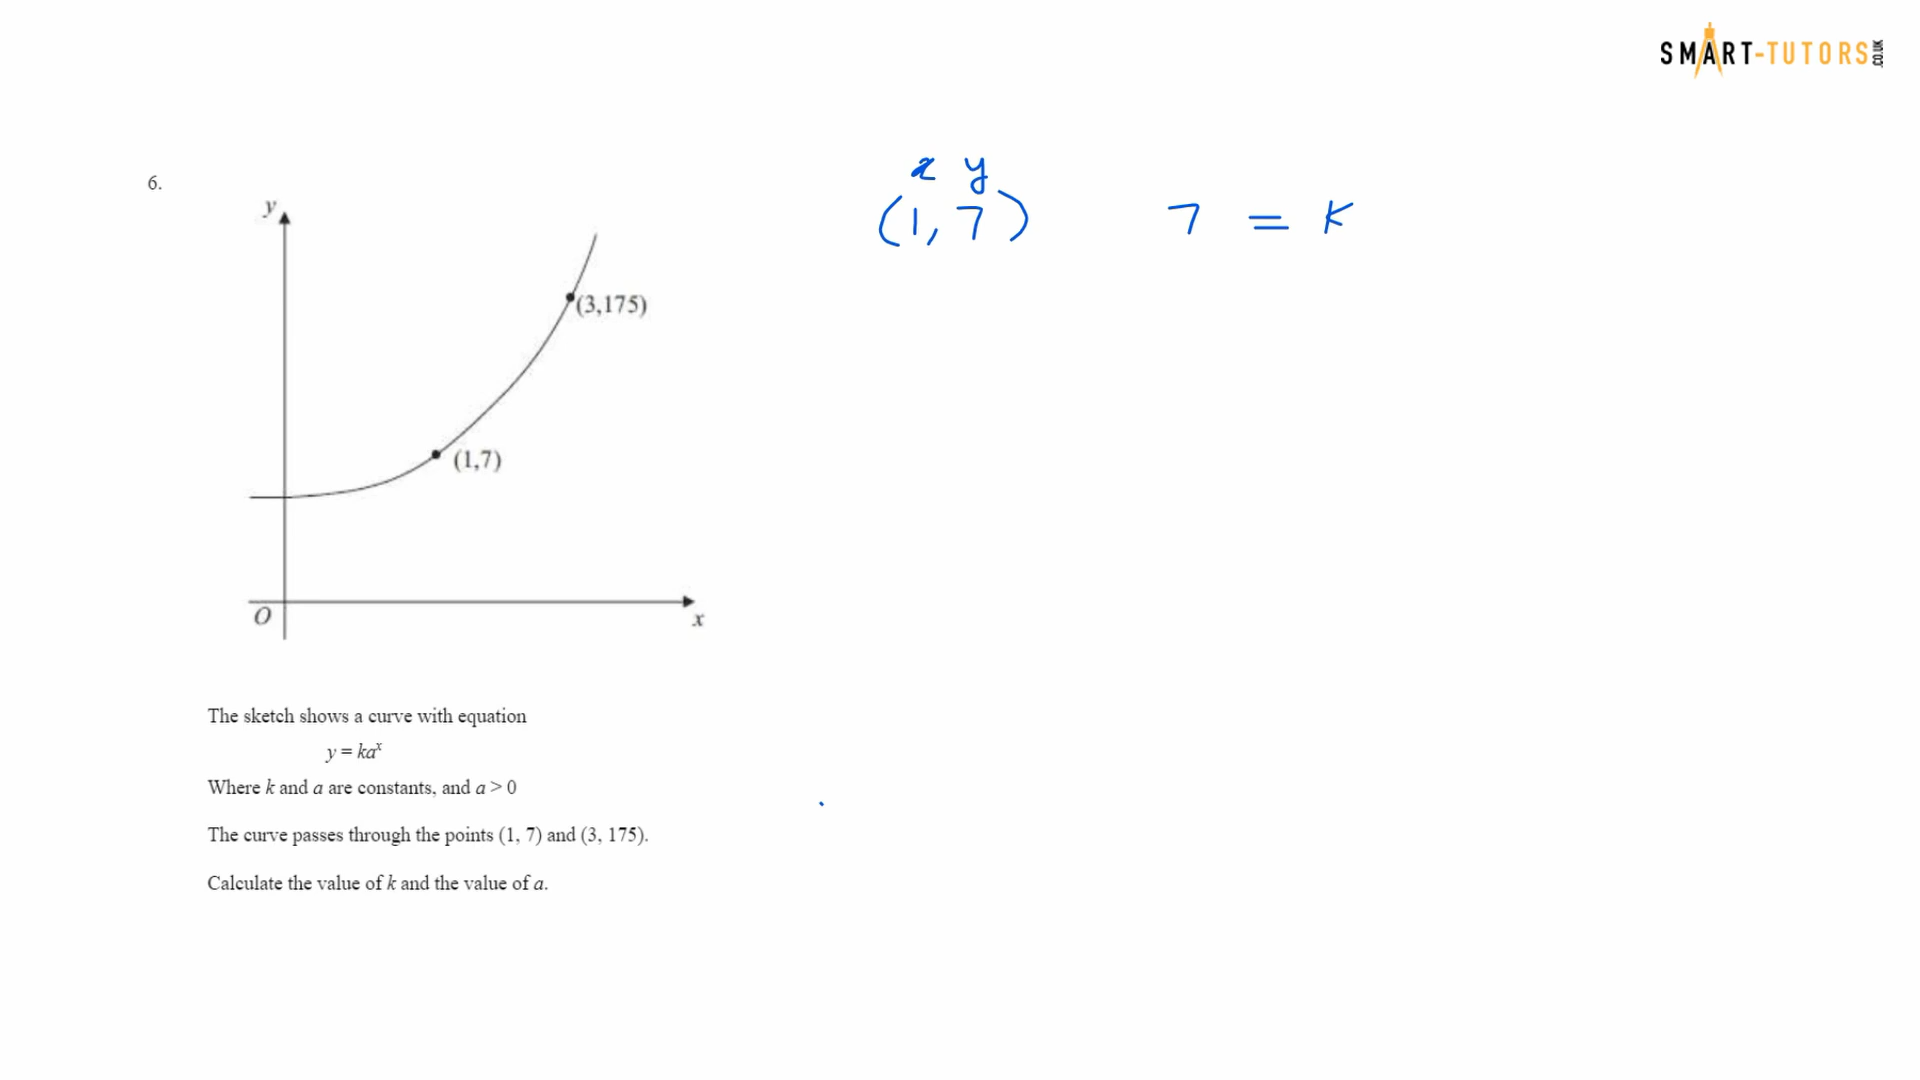 SMART-TUTORS.CO.UK
x y
(1, 7) 7 = k
6.
y
(3,175)
(1,7)
O
x
The sketch shows a curve with equation
y = kaˣ
Where k and a are constants, and a > 0
The curve passes through the points (1, 7) and (3, 175).
Calculate the value of k and the value of a.